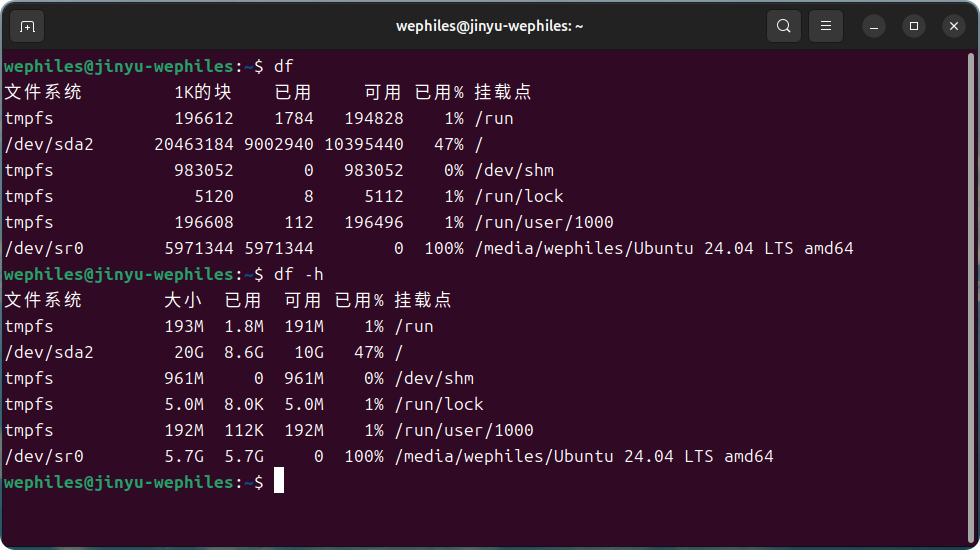 wephiles@jinyu-wephiles: ~
wephiles@jinyu-wephiles:~$ df
文件系统 1K的块 已用 可用 已用% 挂载点
tmpfs 196612 1784 194828 1% /run
/dev/sda2 20463184 9002940 10395440 47% /
tmpfs 983052 0 983052 0% /dev/shm
tmpfs 5120 8 5112 1% /run/lock
tmpfs 196608 112 196496 1% /run/user/1000
/dev/sr0 5971344 5971344 0 100% /media/wephiles/Ubuntu 24.04 LTS amd64
wephiles@jinyu-wephiles:~$ df -h
文件系统 大小 已用 可用 已用% 挂载点
tmpfs 193M 1.8M 191M 1% /run
/dev/sda2 20G 8.6G 10G 47% /
tmpfs 961M 0 961M 0% /dev/shm
tmpfs 5.0M 8.0K 5.0M 1% /run/lock
tmpfs 192M 112K 192M 1% /run/user/1000
/dev/sr0 5.7G 5.7G 0 100% /media/wephiles/Ubuntu 24.04 LTS amd64
wephiles@jinyu-wephiles:~$